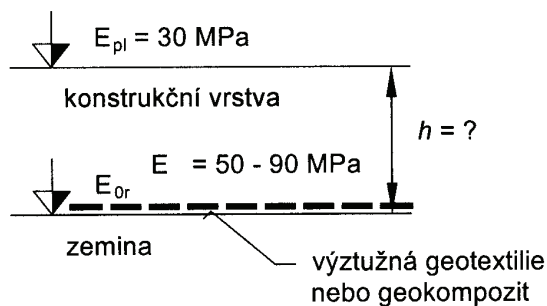 E_pl = 30 MPa
konstrukční vrstva
h = ?
E = 50 - 90 MPa
E_0r
zemina
výztužná geotextilie
nebo geokompozit